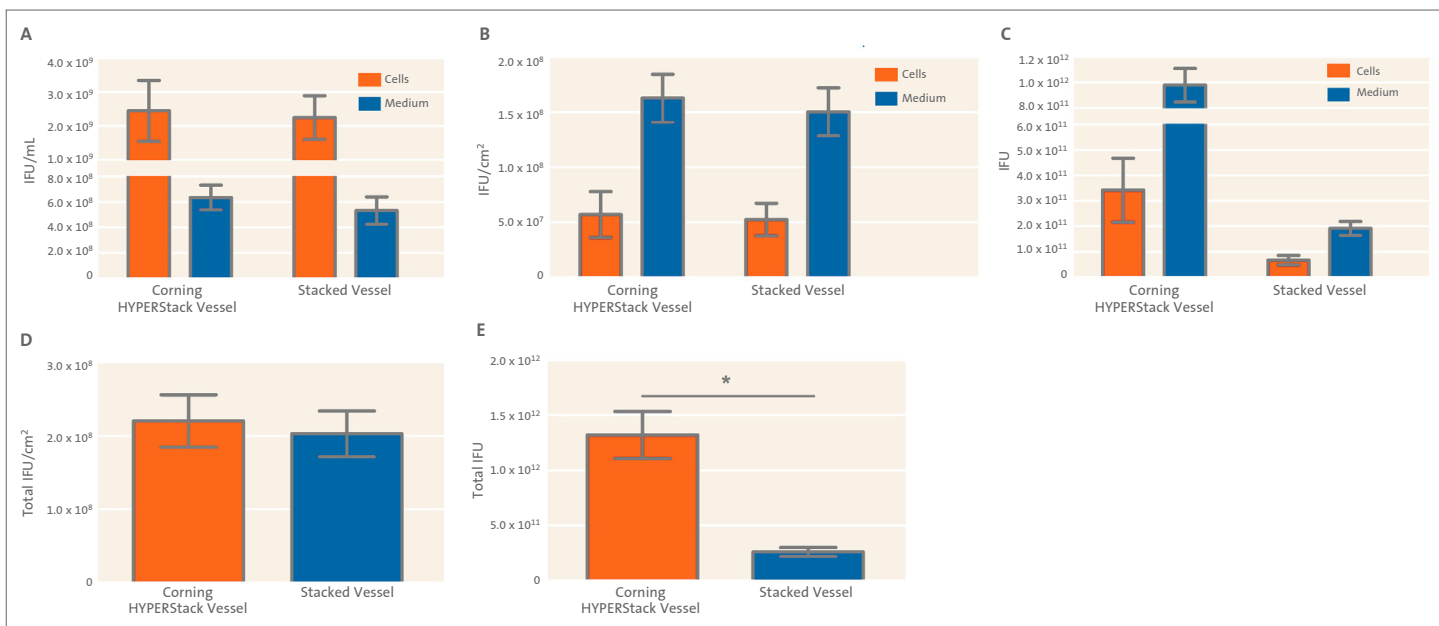 A
4.0 x 10⁹
3.0 x 10⁹
2.0 x 10⁹
1.0 x 10⁹
8.0 x 10⁸
6.0 x 10⁸
4.0 x 10⁸
2.0 x 10⁸
0
IFU/mL
Cells
Medium
Corning
HYPERStack Vessel
Stacked Vessel
B
2.0 x 10⁸
1.5 x 10⁸
1.0 x 10⁸
5.0 x 10⁷
0
IFU/cm²
Cells
Medium
Corning
HYPERStack Vessel
Stacked Vessel
C
1.2 x 10¹²
1.0 x 10¹²
8.0 x 10¹¹
6.0 x 10¹¹
5.0 x 10¹¹
4.0 x 10¹¹
3.0 x 10¹¹
2.0 x 10¹¹
1.0 x 10¹¹
0
IFU
Cells
Medium
Corning
HYPERStack Vessel
Stacked Vessel
D
3.0 x 10⁸
2.0 x 10⁸
1.0 x 10⁸
0
Total IFU/cm²
Corning
HYPERStack Vessel
Stacked Vessel
E
2.0 x 10¹²
1.5 x 10¹²
1.0 x 10¹²
5.0 x 10¹¹
0
Total IFU
*
Corning
HYPERStack Vessel
Stacked Vessel